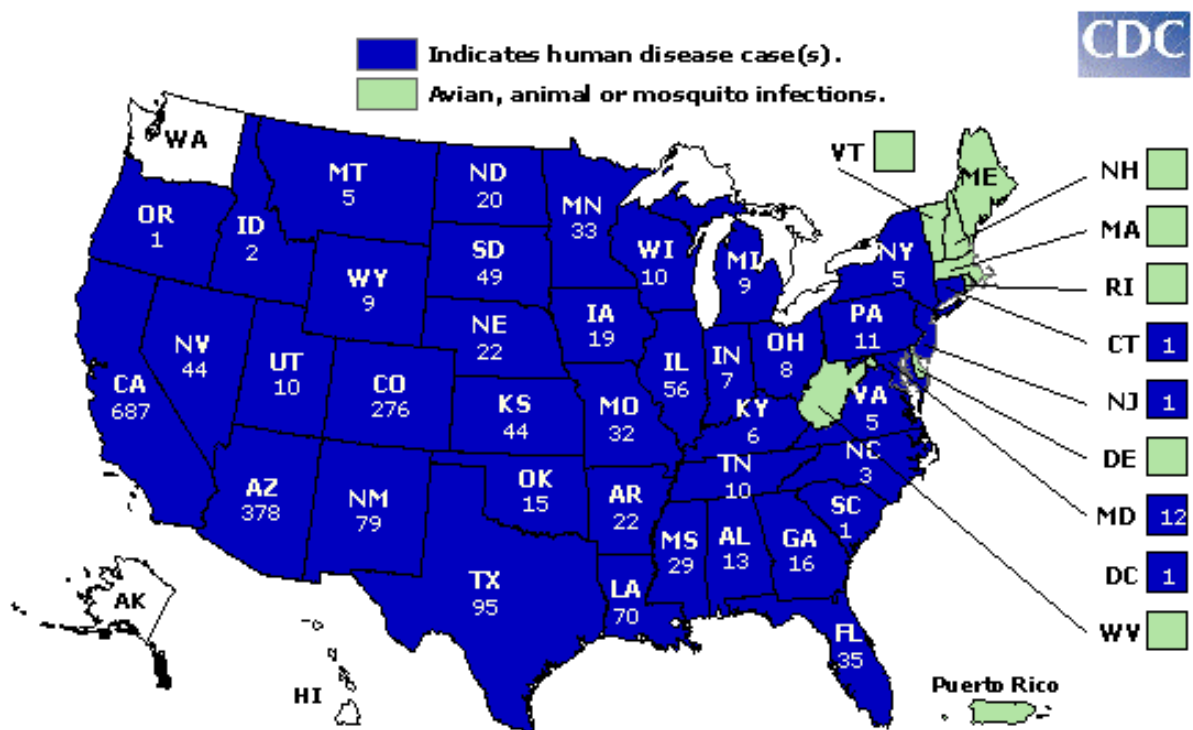 CDC
Indicates human disease case(s).
Avian, animal or mosquito infections.
WA
VT
NH
ME
MT
5
ND
20
MN
33
MA
OR
1
ID
2
SD
49
WI
10
MI
9
NY
5
RI
WY
9
IA
19
PA
11
CT
1
NE
22
NV
44
UT
10
IL
56
IN
7
OH
8
NJ
1
CA
687
CO
276
KS
44
MO
32
KY
6
VA
5
DE
NC
3
TN
10
AZ
378
NM
79
OK
15
AR
22
SC
1
MD
12
MS
29
AL
13
GA
16
DC
1
TX
95
LA
70
AK
WV
FL
35
HI
Puerto Rico